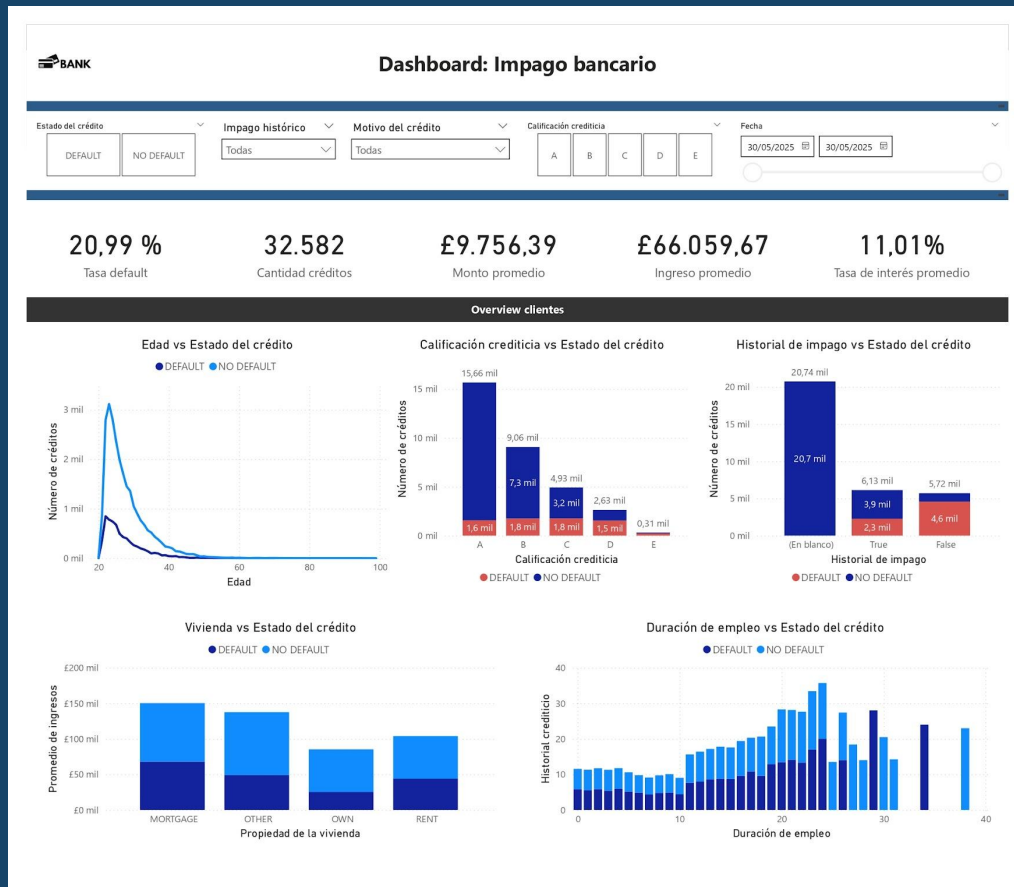 BANK
Dashboard: Impago bancario
Estado del crédito
DEFAULT
NO DEFAULT
Impago histórico
Todas
Motivo del crédito
Todas
Calificación crediticia
A B C D E
Fecha
30/05/2025
30/05/2025
20,99 %
Tasa default
32.582
Cantidad créditos
£9.756,39
Monto promedio
£66.059,67
Ingreso promedio
11,01%
Tasa de interés promedio
Overview clientes
Edad vs Estado del crédito
DEFAULT NO DEFAULT
Número de créditos
3 mil
2 mil
1 mil
0 mil
20 40 60 80 100
Edad
Calificación crediticia vs Estado del crédito
Número de créditos
15 mil
10 mil
5 mil
0 mil
15,66 mil
1,6 mil
9,06 mil
7,3 mil
1,8 mil
4,93 mil
3,2 mil
1,8 mil
2,63 mil
1,5 mil
0,31 mil
A B C D E
Calificación crediticia
DEFAULT NO DEFAULT
Historial de impago vs Estado del crédito
Número de créditos
20 mil
15 mil
10 mil
5 mil
0 mil
20,74 mil
20,7 mil
6,13 mil
3,9 mil
2,3 mil
5,72 mil
4,6 mil
(En blanco) True False
Historial de impago
DEFAULT NO DEFAULT
Vivienda vs Estado del crédito
DEFAULT NO DEFAULT
Promedio de ingresos
£200 mil
£150 mil
£100 mil
£50 mil
£0 mil
MORTGAGE OTHER OWN RENT
Propiedad de la vivienda
Duración de empleo vs Estado del crédito
DEFAULT NO DEFAULT
Historial crediticio
40
30
20
10
0
0 10 20 30 40
Duración de empleo